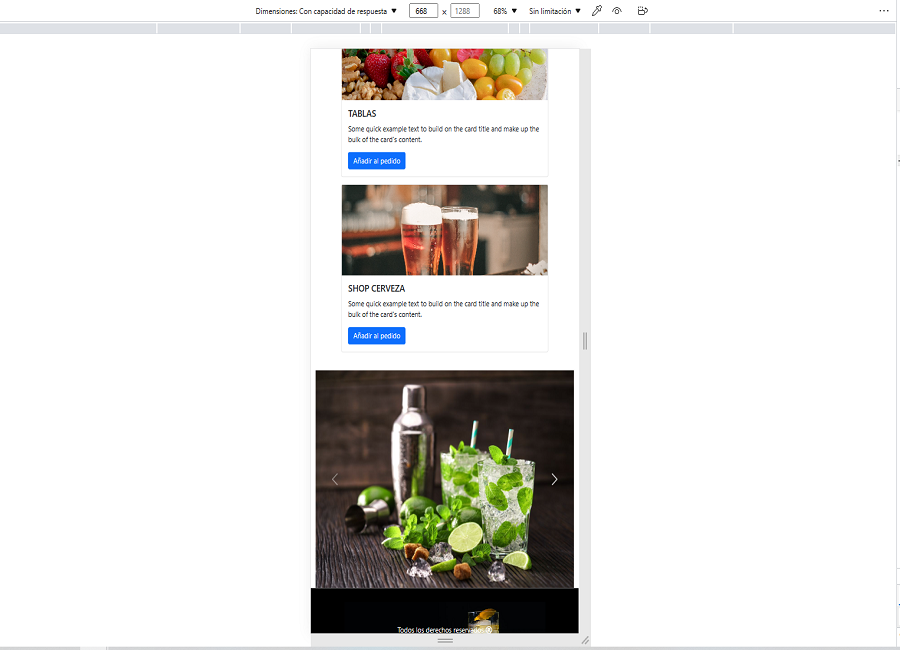 Dimensiones: Con capacidad de respuesta ▼ 668 x 1288 68% ▼ Sin limitación ▼
TABLAS
Some quick example text to build on the card title and make up the
bulk of the card's content.
Añadir al pedido
SHOP CERVEZA
Some quick example text to build on the card title and make up the
bulk of the card's content.
Añadir al pedido
Todos los derechos reservados ®